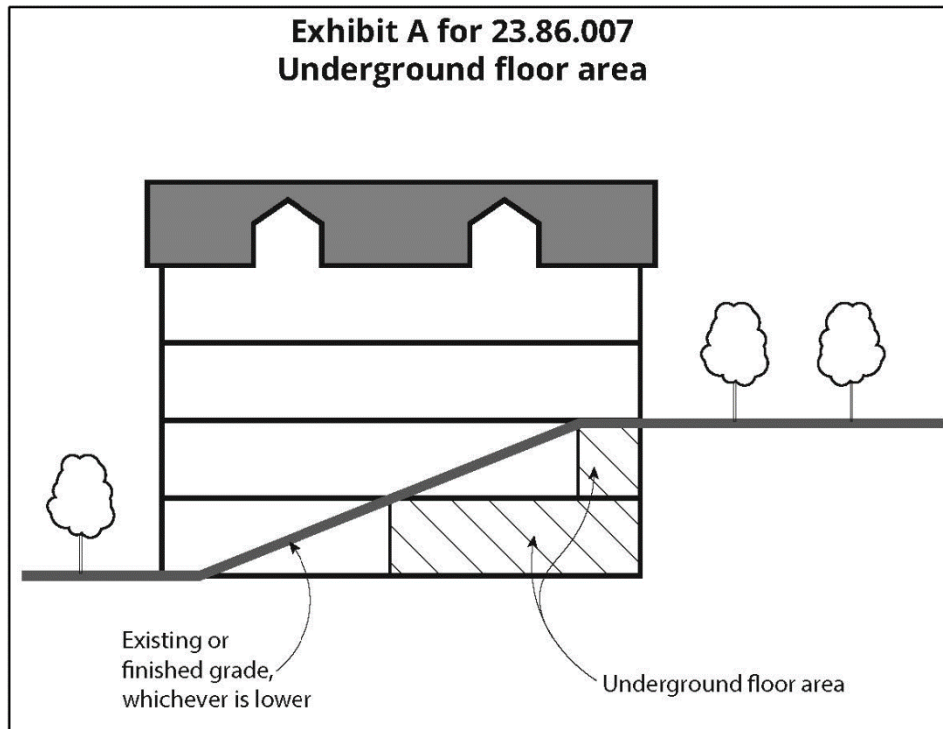 Exhibit A for 23.86.007
Underground floor area
Existing or
finished grade,
whichever is lower
Underground floor area